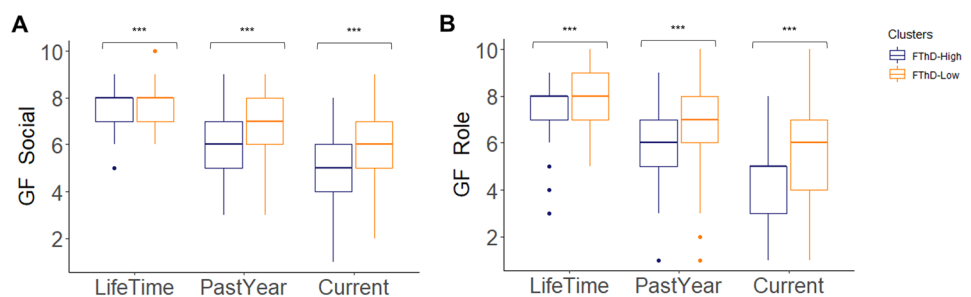 A
***
***
***
GF Social
10
8
6
4
2
LifeTime
PastYear
Current
B
***
***
***
GF Role
10
8
6
4
2
LifeTime
PastYear
Current
Clusters
FThD-High
FThD-Low